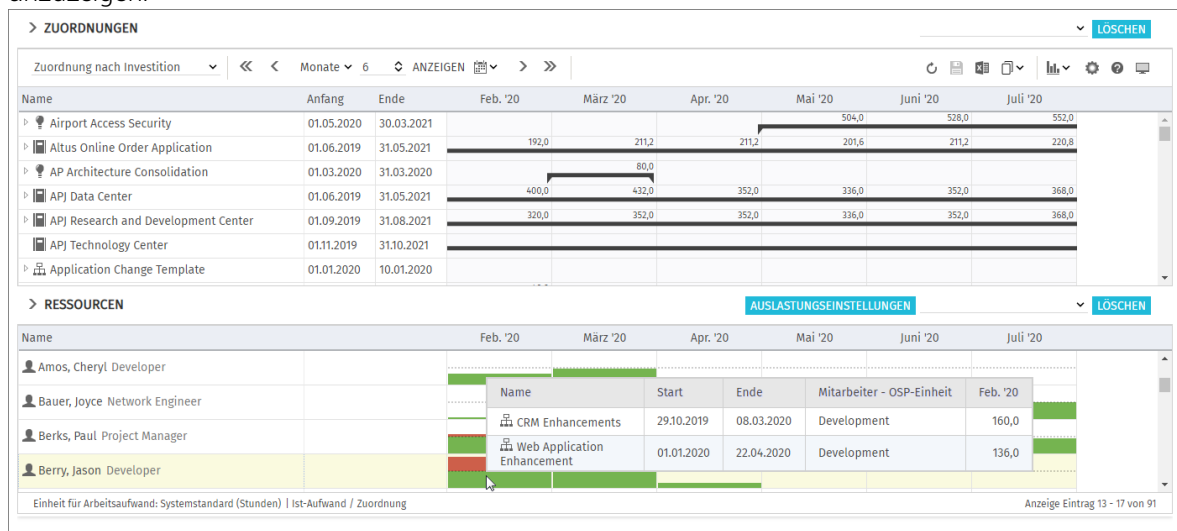 anzuzeigen.
ZUORDNUNGEN LÖSCHEN
Zuordnung nach Investition Monate 6 ANZEIGEN
Name Anfang Ende Feb. '20 März '20 Apr. '20 Mai '20 Juni '20 Juli '20
Airport Access Security 01.05.2020 30.03.2021 504,0 528,0 552,0
Altus Online Order Application 01.06.2019 31.05.2021 192,0 211,2 211,2 201,6 211,2 220,8
AP Architecture Consolidation 01.03.2020 31.03.2020 80,0
APJ Data Center 01.06.2019 31.05.2021 400,0 432,0 352,0 336,0 352,0 368,0
APJ Research and Development Center 01.09.2019 31.08.2021 320,0 352,0 352,0 336,0 352,0 368,0
APJ Technology Center 01.11.2019 31.10.2021
Application Change Template 01.01.2020 10.01.2020
RESSOURCEN AUSLASTUNGSEINSTELLUNGEN LÖSCHEN
Name Feb. '20 März '20 Apr. '20 Mai '20 Juni '20 Juli '20
Amos, Cheryl Developer
Bauer, Joyce Network Engineer
Berks, Paul Project Manager
Berry, Jason Developer
Name Start Ende Mitarbeiter - OSP-Einheit Feb. '20
CRM Enhancements 29.10.2019 08.03.2020 Development 160,0
Web Application
Enhancement 01.01.2020 22.04.2020 Development 136,0
Einheit für Arbeitsaufwand: Systemstandard (Stunden) | Ist-Aufwand / Zuordnung Anzeige Eintrag 13 - 17 von 91